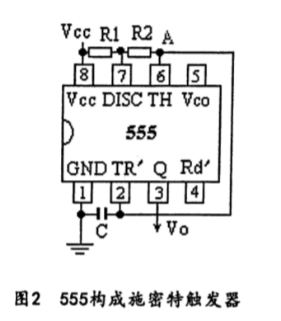 Vcc R1 R2 A
8 7 6 5
Vcc DISC TH Vco
555
GND TR′ Q Rd′
1 2 3 4
C Vo
图2 555构成施密特触发器